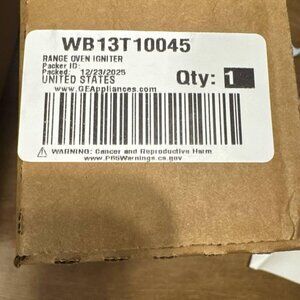 WB13T10045
RANGE OVEN IGNITER
Packer ID:
Packed: 12/23/2025
UNITED STATES
Qty: 1
www.GEAppliances.com
WARNING: Cancer and Reproductive Harm
www.P65Warnings.ca.gov